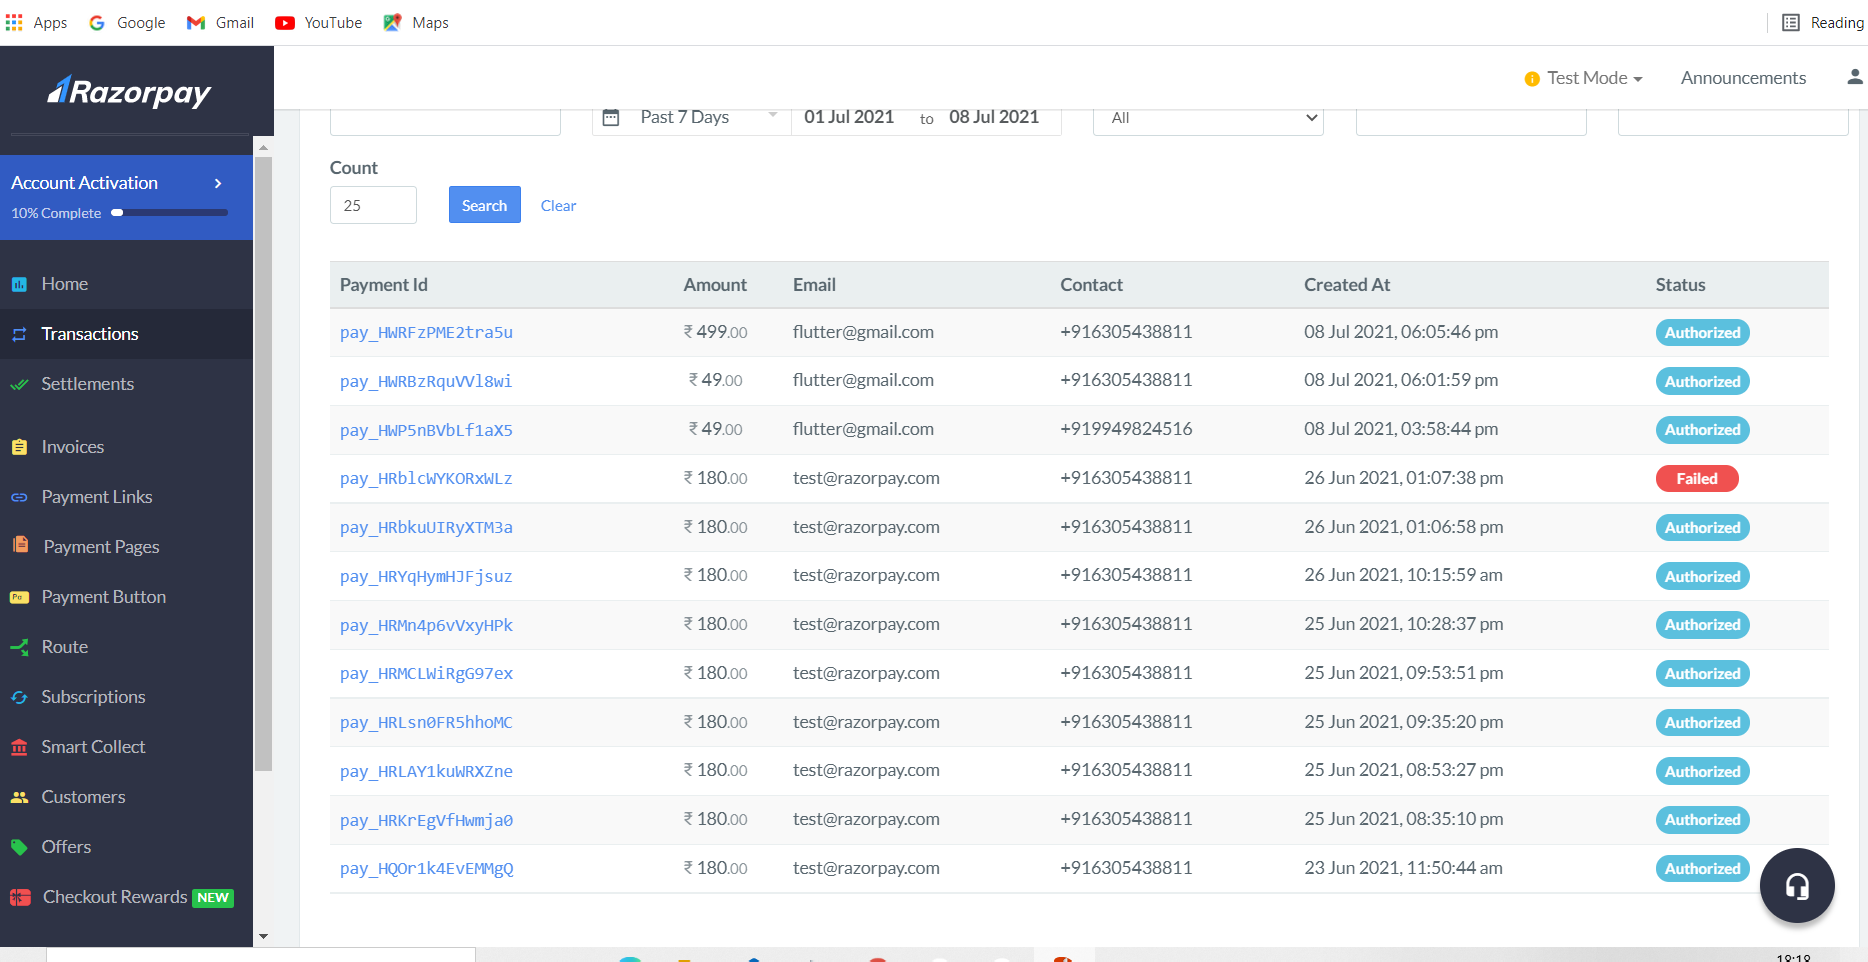 Apps Google Gmail YouTube Maps Reading
Razorpay
Test Mode Announcements
Past 7 Days 01 Jul 2021 to 08 Jul 2021 All
Account Activation
10% Complete
Count
25 Search Clear
Home
Transactions
Settlements
Invoices
Payment Links
Payment Pages
Payment Button
Route
Subscriptions
Smart Collect
Customers
Offers
Checkout Rewards NEW
Payment Id Amount Email Contact Created At Status
pay_HWRFzPME2tra5u ₹ 499.00 flutter@gmail.com +916305438811 08 Jul 2021, 06:05:46 pm Authorized
pay_HWRBzRquVVl8wi ₹ 49.00 flutter@gmail.com +916305438811 08 Jul 2021, 06:01:59 pm Authorized
pay_HWP5nBVbLf1aX5 ₹ 49.00 flutter@gmail.com +919949824516 08 Jul 2021, 03:58:44 pm Authorized
pay_HRblcWYKORxWLz ₹ 180.00 test@razorpay.com +916305438811 26 Jun 2021, 01:07:38 pm Failed
pay_HRbkuUIRyXTM3a ₹ 180.00 test@razorpay.com +916305438811 26 Jun 2021, 01:06:58 pm Authorized
pay_HRYqHymHJFjsuz ₹ 180.00 test@razorpay.com +916305438811 26 Jun 2021, 10:15:59 am Authorized
pay_HRMn4p6vVxyHPk ₹ 180.00 test@razorpay.com +916305438811 25 Jun 2021, 10:28:37 pm Authorized
pay_HRMCLWiRgG97ex ₹ 180.00 test@razorpay.com +916305438811 25 Jun 2021, 09:53:51 pm Authorized
pay_HRLsn0FR5hhoMC ₹ 180.00 test@razorpay.com +916305438811 25 Jun 2021, 09:35:20 pm Authorized
pay_HRLAY1kuWRXZne ₹ 180.00 test@razorpay.com +916305438811 25 Jun 2021, 08:53:27 pm Authorized
pay_HRKrEgVfHwmja0 ₹ 180.00 test@razorpay.com +916305438811 25 Jun 2021, 08:35:10 pm Authorized
pay_HQOr1k4EvEMMgQ ₹ 180.00 test@razorpay.com +916305438811 23 Jun 2021, 11:50:44 am Authorized